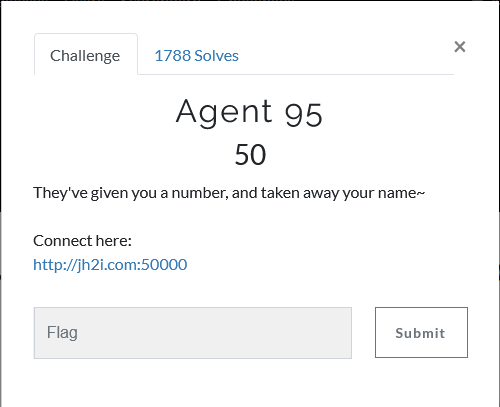 Challenge
1788 Solves
×
Agent 95
50
They've given you a number, and taken away your name~
Connect here:
http://jh2i.com:50000
Flag
Submit